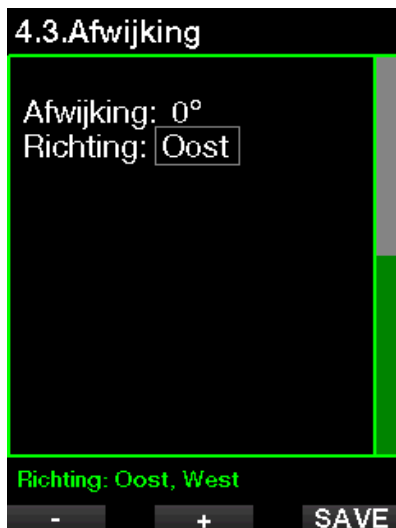 4.3.Afwijking
Afwijking: 0°
Richting: Oost
Richting: Oost, West
- + SAVE